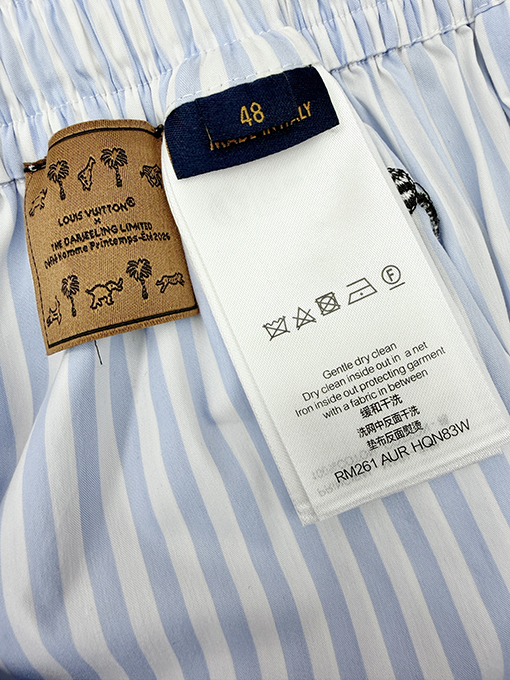 48
MADE IN ITALY
LOUIS VUITTON®
x
THE DARJEELING LIMITED
Défilé Homme Printemps-Été 2026
F
Gentle dry clean
Dry clean inside out in a net
Iron inside out protecting garment
with a fabric in between
缓和干洗
洗网中反面干洗
垫布反面熨烫
RM261 AUR HQN83W